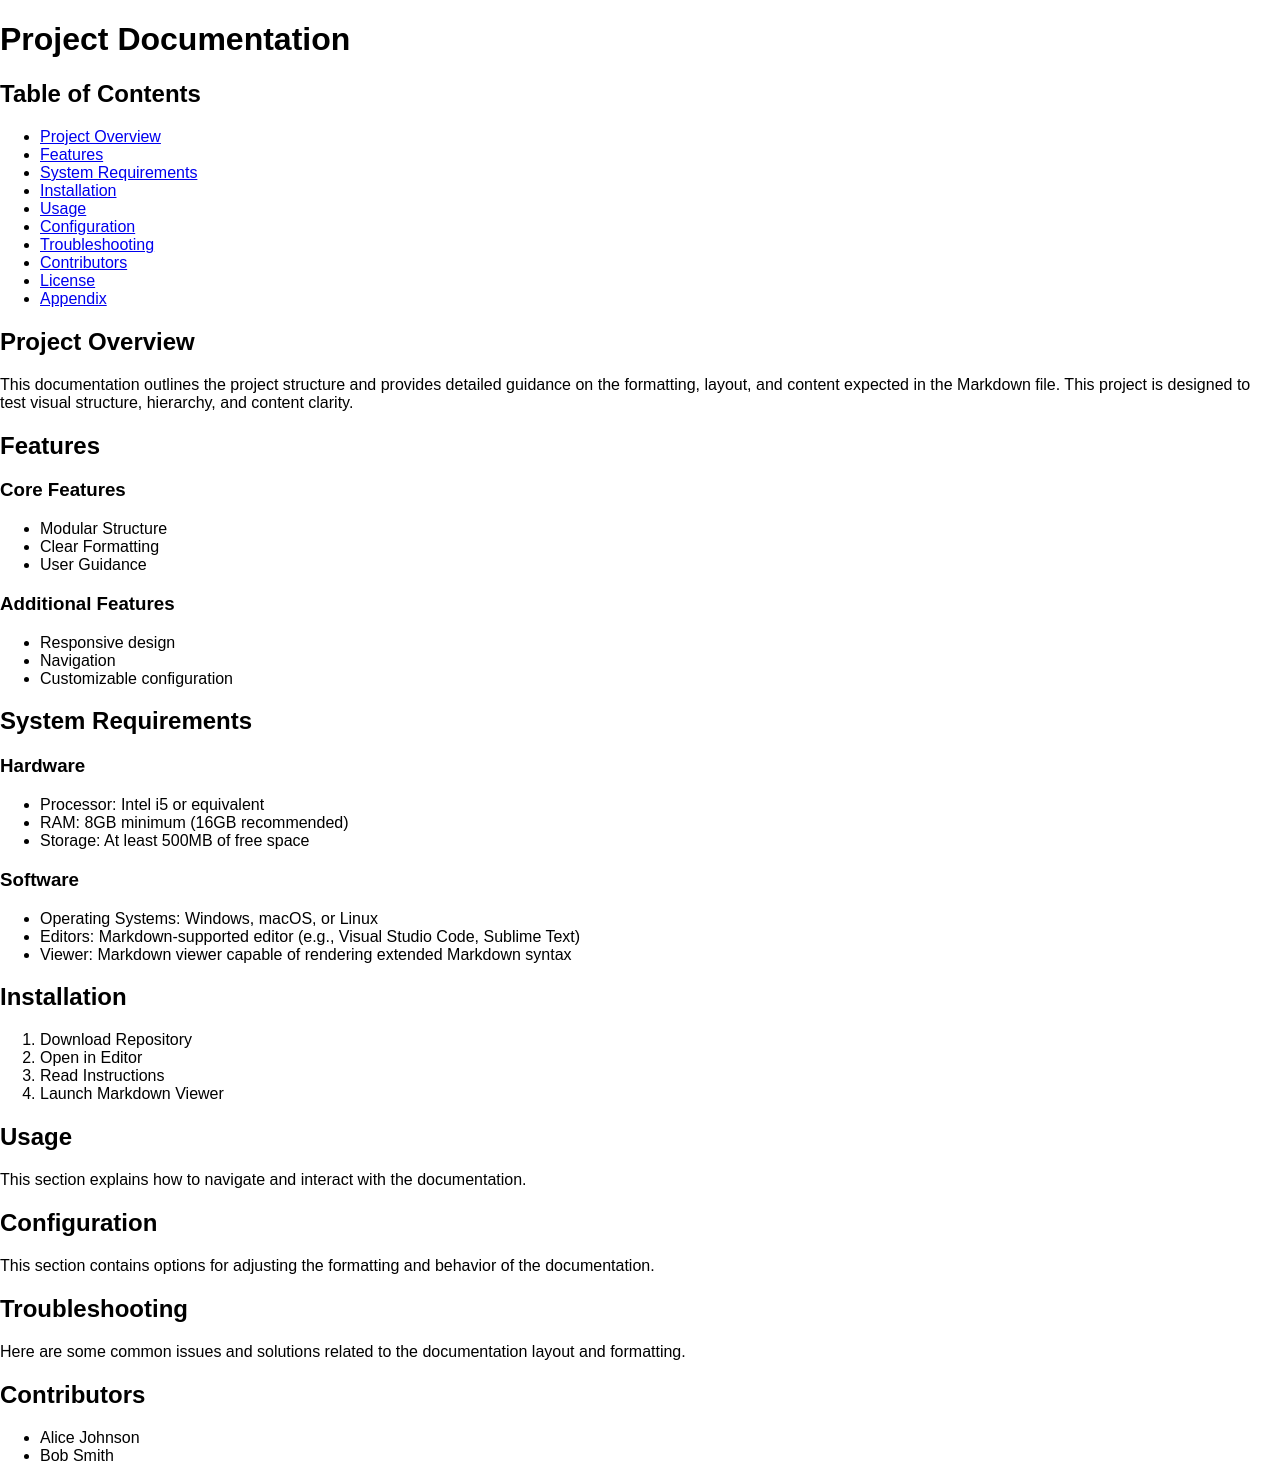 Project Documentation
Table of Contents
Project Overview
Features
System Requirements
Installation
Usage
Configuration
Troubleshooting
Contributors
License
Appendix
Project Overview
This documentation outlines the project structure and provides detailed guidance on the formatting, layout, and content expected in the Markdown file. This project is designed to
test visual structure, hierarchy, and content clarity.
Features
Core Features
Modular Structure
Clear Formatting
User Guidance
Additional Features
Responsive design
Navigation
Customizable configuration
System Requirements
Hardware
Processor: Intel i5 or equivalent
RAM: 8GB minimum (16GB recommended)
Storage: At least 500MB of free space
Software
Operating Systems: Windows, macOS, or Linux
Editors: Markdown-supported editor (e.g., Visual Studio Code, Sublime Text)
Viewer: Markdown viewer capable of rendering extended Markdown syntax
Installation
1. Download Repository
2. Open in Editor
3. Read Instructions
4. Launch Markdown Viewer
Usage
This section explains how to navigate and interact with the documentation.
Configuration
This section contains options for adjusting the formatting and behavior of the documentation.
Troubleshooting
Here are some common issues and solutions related to the documentation layout and formatting.
Contributors
Alice Johnson
Bob Smith